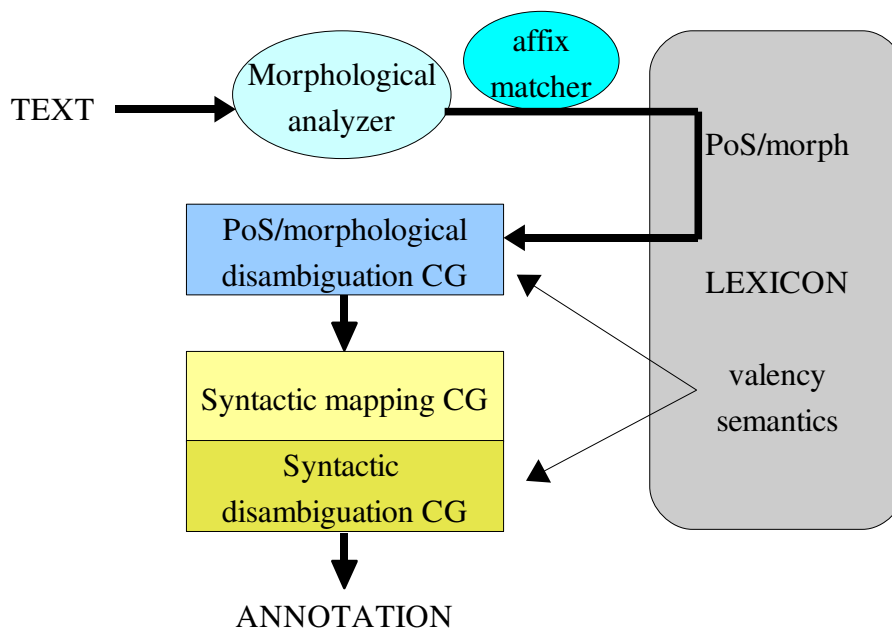 affix
matcher
Morphological
analyzer
TEXT
PoS/morph
PoS/morphological
disambiguation CG
LEXICON
valency
semantics
Syntactic mapping CG
Syntactic
disambiguation CG
ANNOTATION